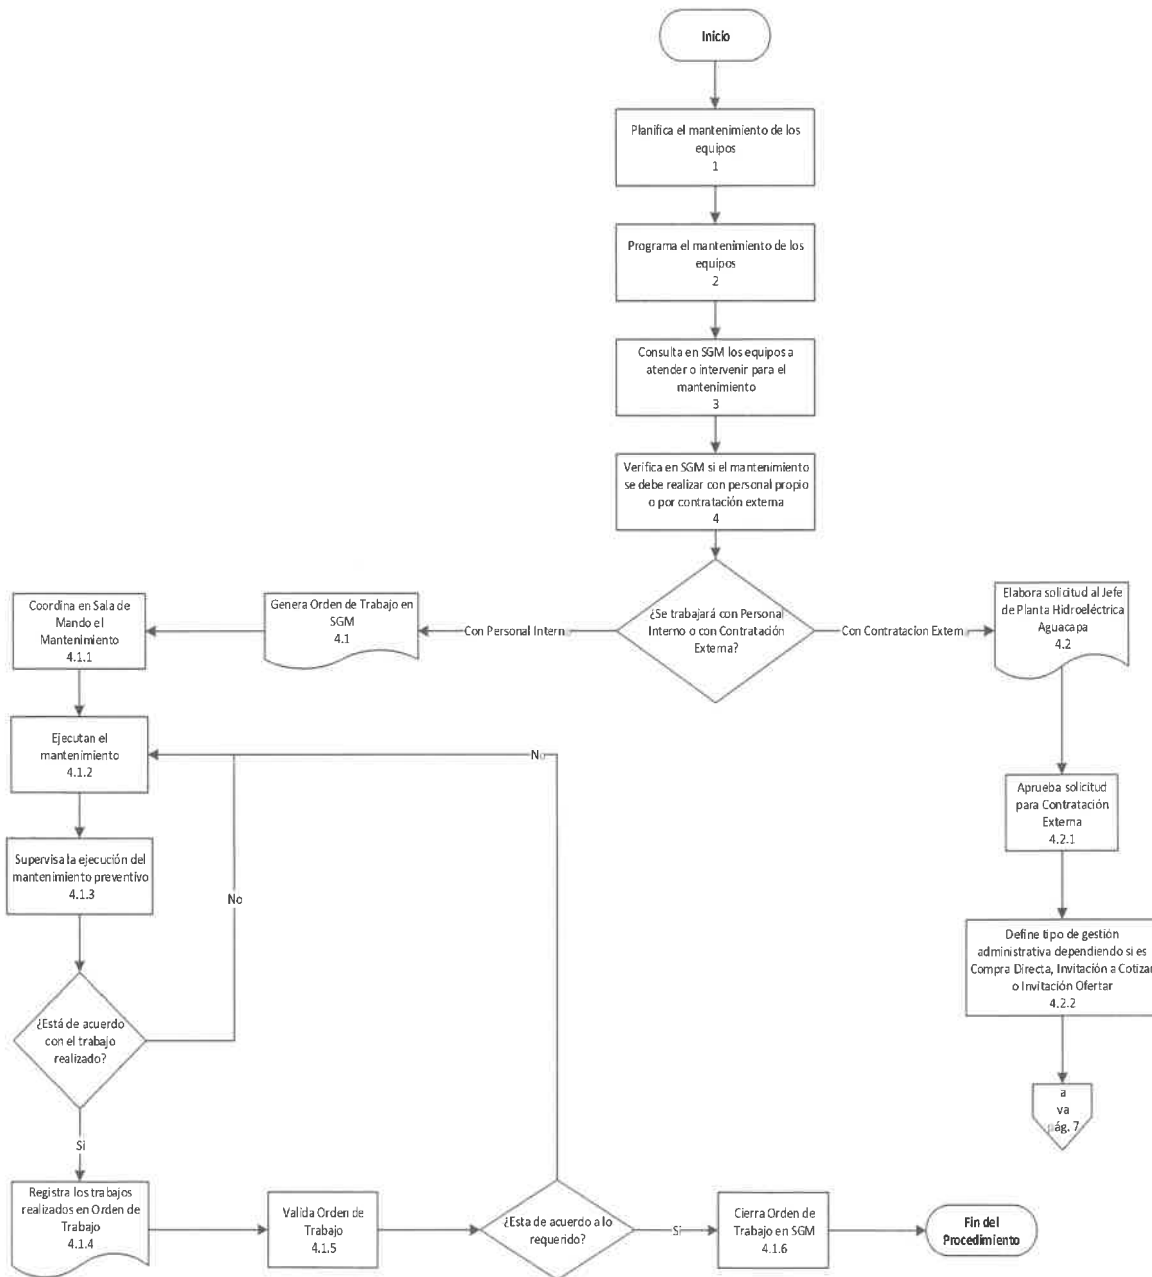 Inicio
Planifica el mantenimiento de los
equipos
1
Programa el mantenimiento de los
equipos
2
Consulta en SGM los equipos a
atender o intervenir para el
mantenimiento
3
Verifica en SGM si el mantenimiento
se debe realizar con personal propio
o por contratación externa
4
¿Se trabajará con Personal
Interno o con Contratación
Externa?
Con Personal Interno
Con Contratacion Externa
Genera Orden de Trabajo en
SGM
4.1
Coordina en Sala de
Mando el
Mantenimiento
4.1.1
Ejecutan el
mantenimiento
4.1.2
Supervisa la ejecución del
mantenimiento preventivo
4.1.3
¿Está de acuerdo
con el trabajo
realizado?
No
Si
Registra los trabajos
realizados en Orden de
Trabajo
4.1.4
Valida Orden de
Trabajo
4.1.5
¿Esta de acuerdo a lo
requerido?
No
Si
Cierra Orden de
Trabajo en SGM
4.1.6
Fin del
Procedimiento
Elabora solicitud al Jefe
de Planta Hidroeléctrica
Aguacapa
4.2
Aprueba solicitud
para Contratación
Externa
4.2.1
Define tipo de gestión
administrativa dependiendo si es
Compra Directa, Invitación a Cotizar
o Invitación Ofertar
4.2.2
a
va
pág. 7